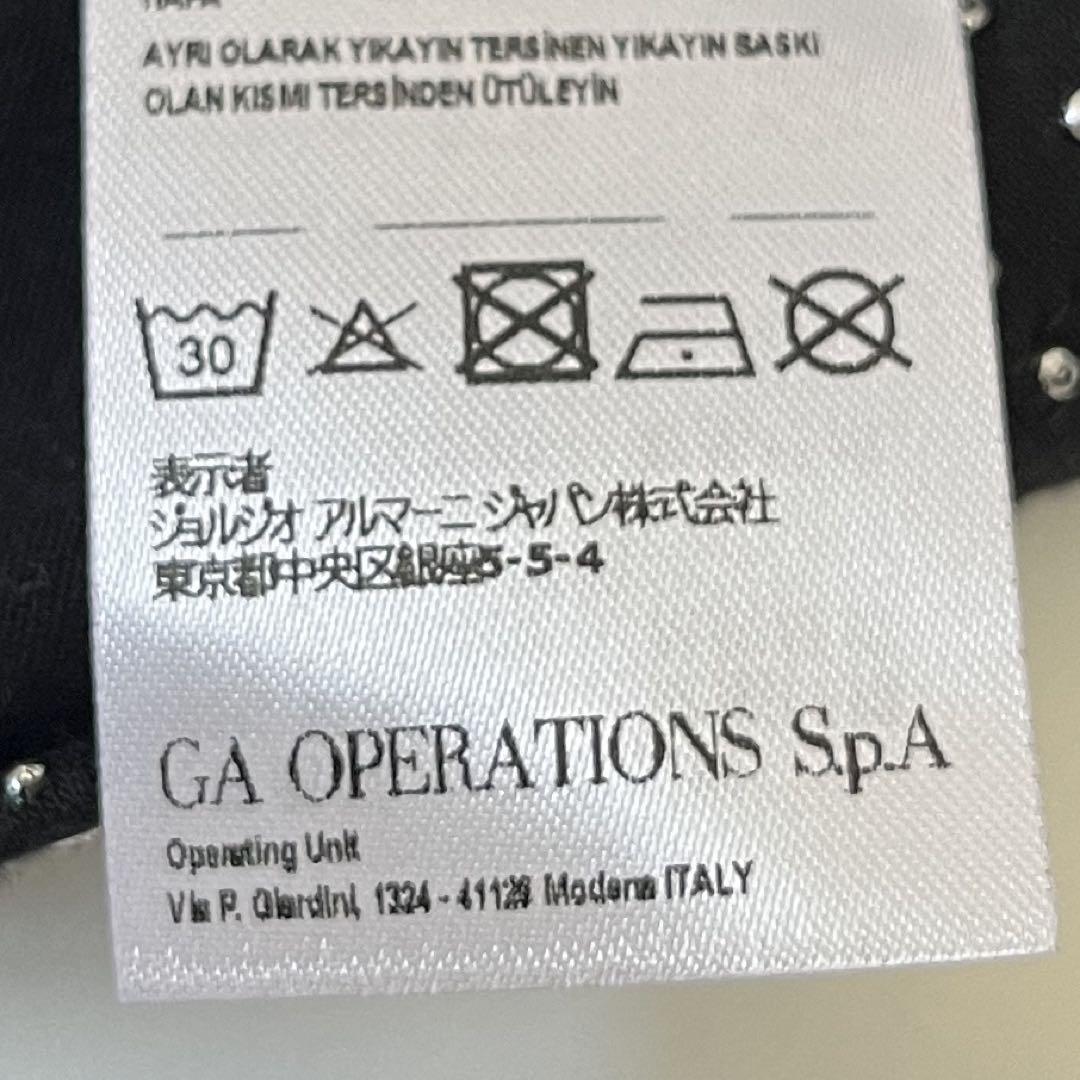 AYRI OLARAK YIKAYIN TERSİNEN YIKAYIN BASKI
OLAN KISMI TERSİNDEN ÜTÜLEYİN
30
表示者
ジョルジオ アルマーニ ジャパン株式会社
東京都中央区銀座5-5-4
GA OPERATIONS S.p.A
Operating Unit
Via P. Giardini, 1324 - 41126 Modena ITALY